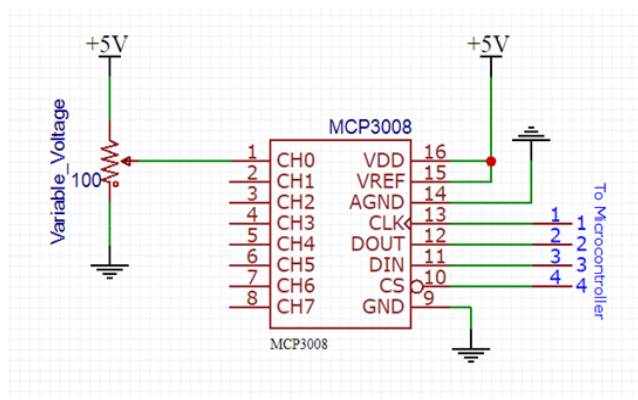 +5V
+5V
Variable_Voltage
100
MCP3008
1 CH0 VDD 16
2 CH1 VREF 15
3 CH2 AGND 14
4 CH3 CLK 13 1 1
5 CH4 DOUT 12 2 2
6 CH5 DIN 11 3 3
7 CH6 CS 10 4 4
8 CH7 GND 9
To Microcontroller
MCP3008